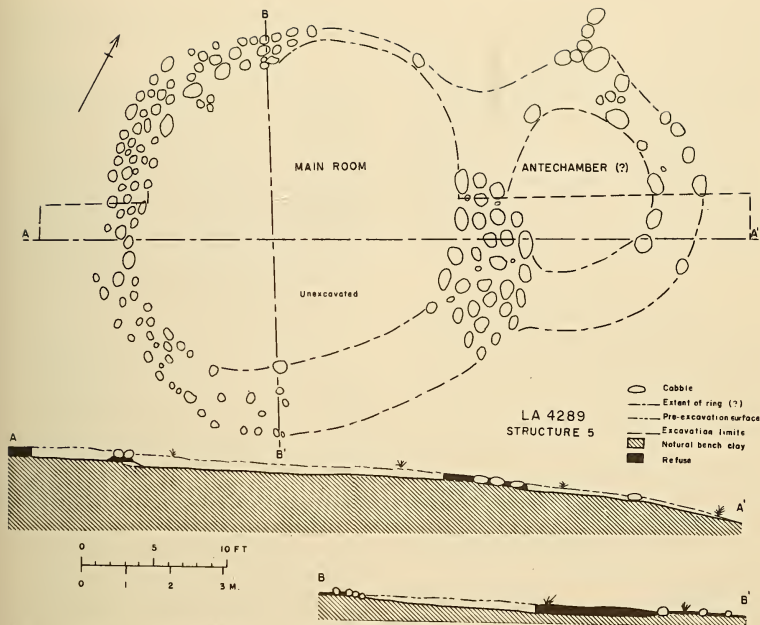 B
MAIN ROOM
ANTECHAMBER (?)
A
A'
Unexcavated
B'
LA 4289
STRUCTURE 5
Cobble
Extent of ring (?)
Pre-excavation surface
Excavation limits
Natural bench clay
Refuse
A
A'
0 5 10 FT
0 1 2 3 M.
B
B'